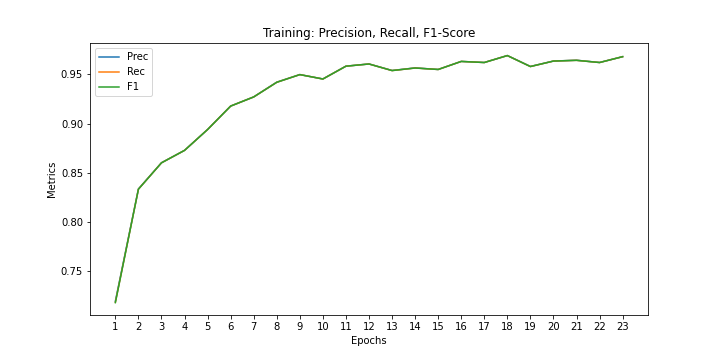 Training: Precision, Recall, F1-Score
Prec
Rec
F1
0.95
0.90
0.85
0.80
0.75
Metrics
1 2 3 4 5 6 7 8 9 10 11 12 13 14 15 16 17 18 19 20 21 22 23
Epochs